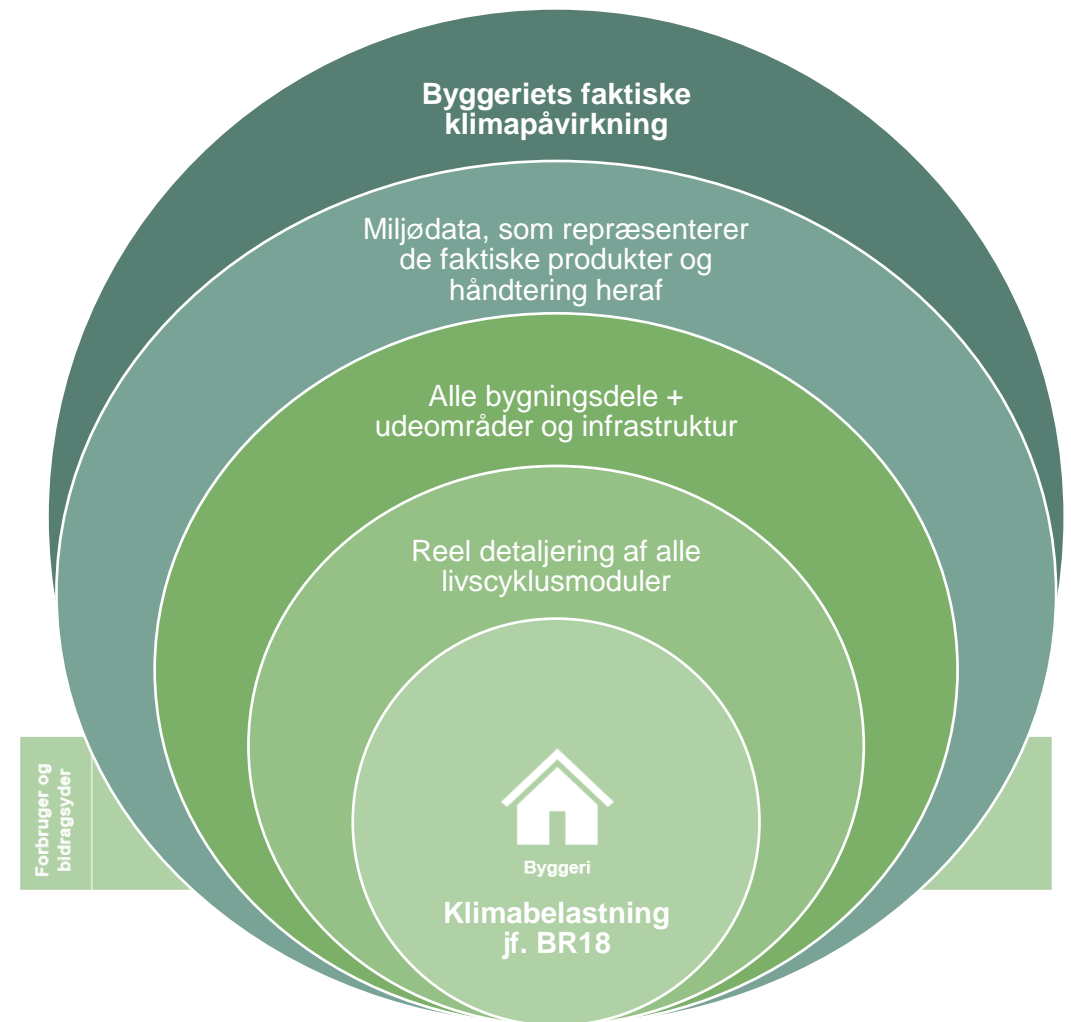 Byggeriets faktiske
klimapåvirkning
Miljødata, som repræsenterer
de faktiske produkter og
håndtering heraf
Alle bygningsdele +
udeområder og infrastruktur
Reel detaljering af alle
livscyklusmoduler
Forbruger og
bidragsyder
Byggeri
Klimabelastning
jf. BR18